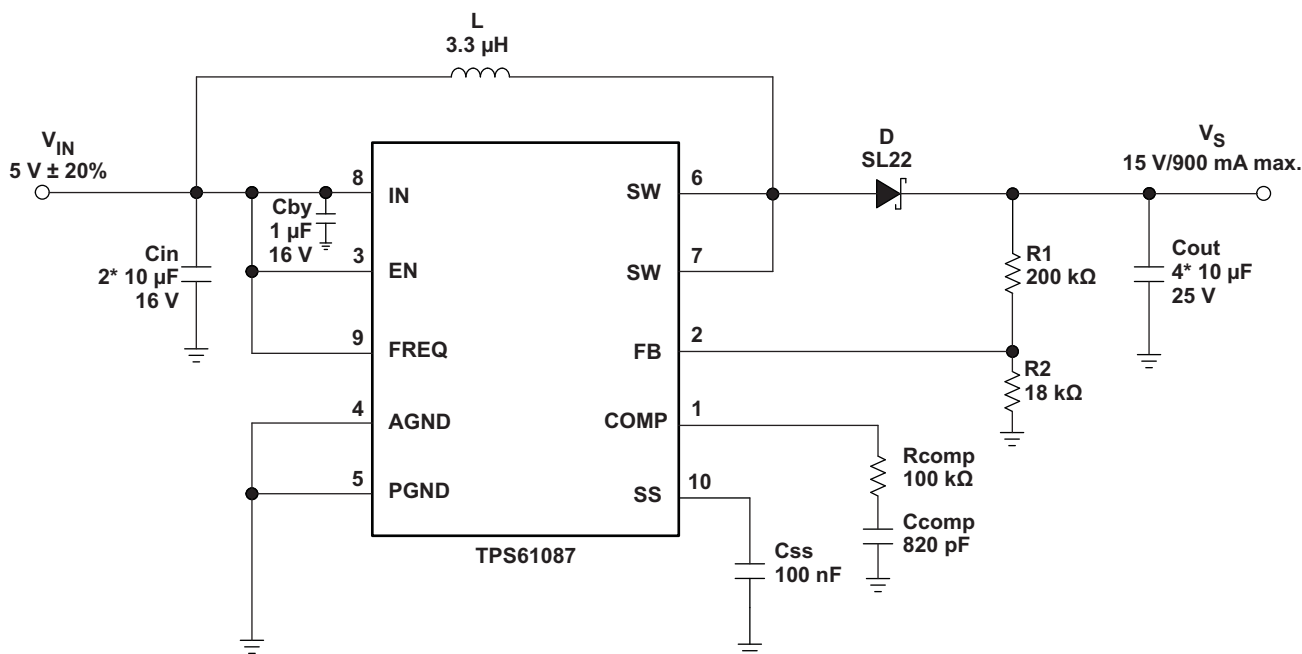 L
3.3 µH
VIN
5 V ± 20%
D
SL22
VS
15 V/900 mA max.
8
IN
SW
6
Cby
1 µF
16 V
Cin
2* 10 µF
16 V
3
EN
SW
7
R1
200 kΩ
Cout
4* 10 µF
25 V
9
FREQ
FB
2
R2
18 kΩ
4
AGND
COMP
1
Rcomp
100 kΩ
5
PGND
SS
10
Ccomp
820 pF
TPS61087
Css
100 nF